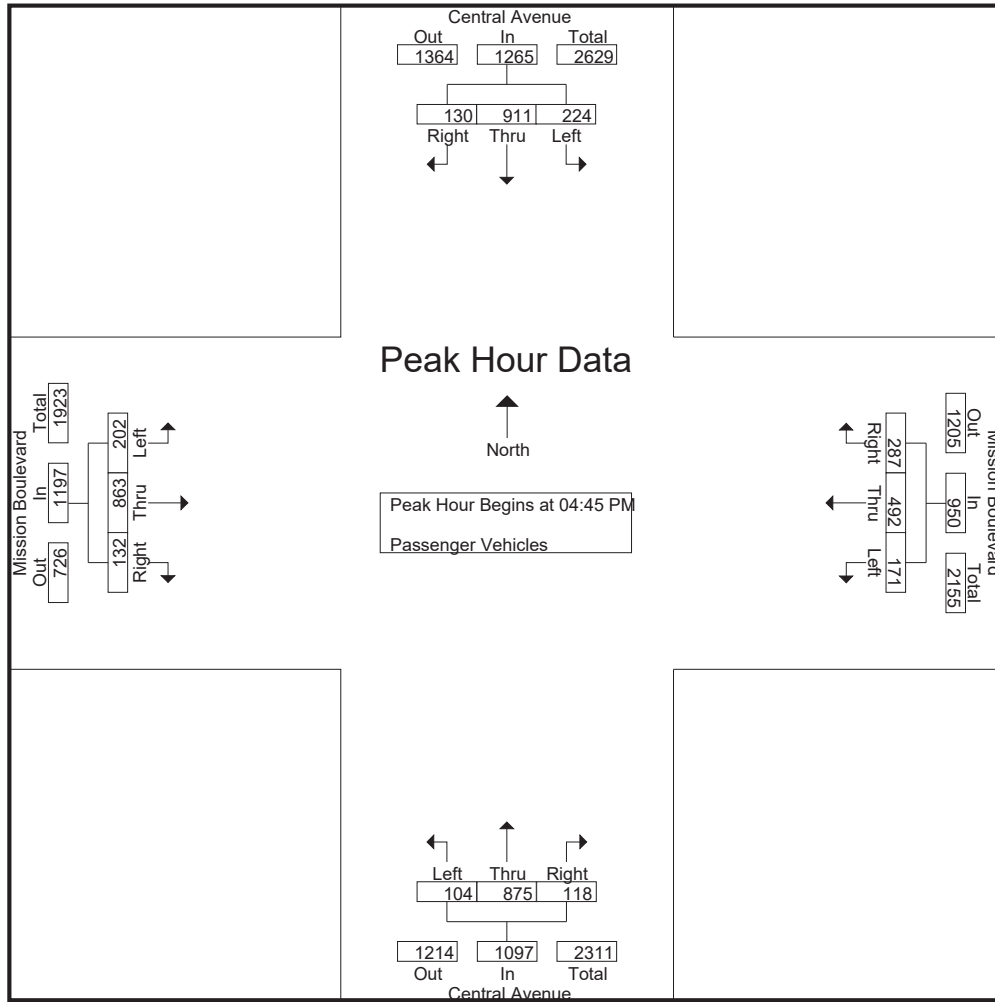 Central Avenue
Out In Total
1364 1265 2629
130 911 224
Right Thru Left
Peak Hour Data
North
Peak Hour Begins at 04:45 PM
Passenger Vehicles
Mission Boulevard
Out In Total
726 1197 1923
132 863 202
Right Thru Left
Right Thru Left
287 492 171
Out In Total
1205 950 2155
Mission Boulevard
Left Thru Right
104 875 118
1214 1097 2311
Out In Total
Central Avenue